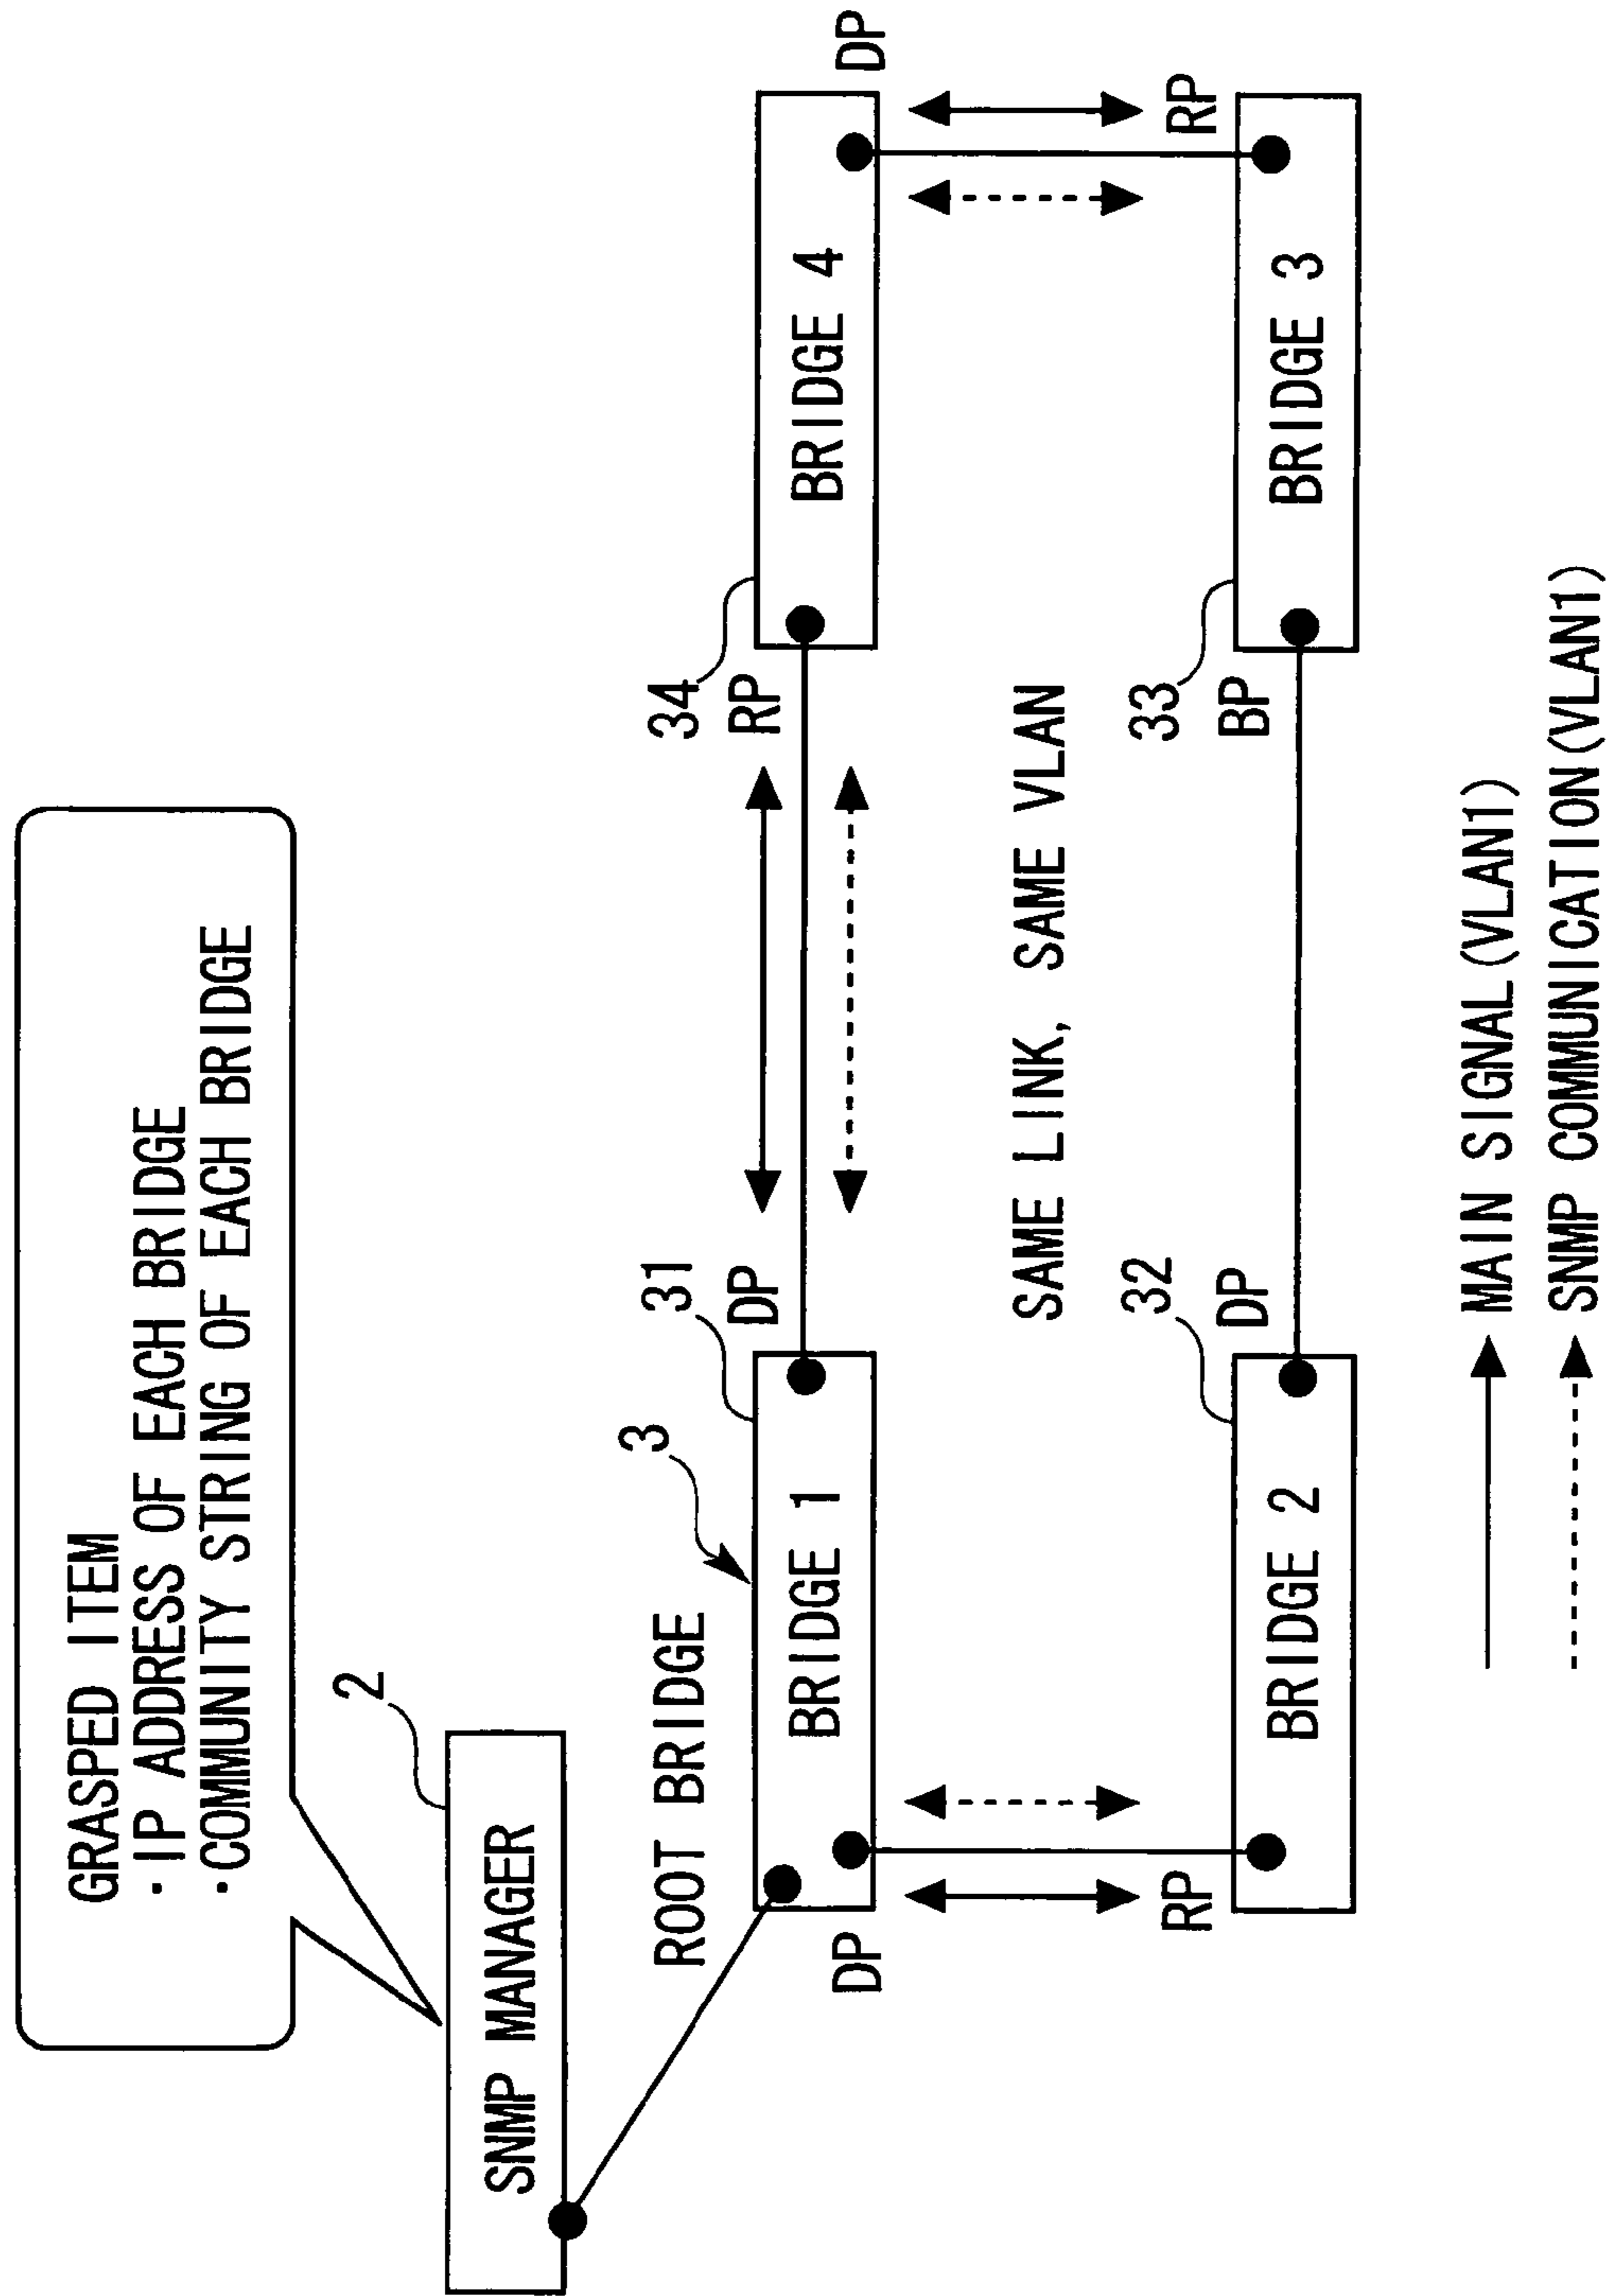 GRASPED ITEM
·IP ADDRESS OF EACH BRIDGE
·COMMUNITY STRING OF EACH BRIDGE
2
SNMP MANAGER
ROOT BRIDGE
3
31
34
DP
RP
BRIDGE 1
BRIDGE 4
DP
DP
SAME LINK, SAME VLAN
RP
RP
32
33
DP
BP
BRIDGE 2
BRIDGE 3
MAIN SIGNAL(VLAN1)
SNMP COMMUNICATION(VLAN1)